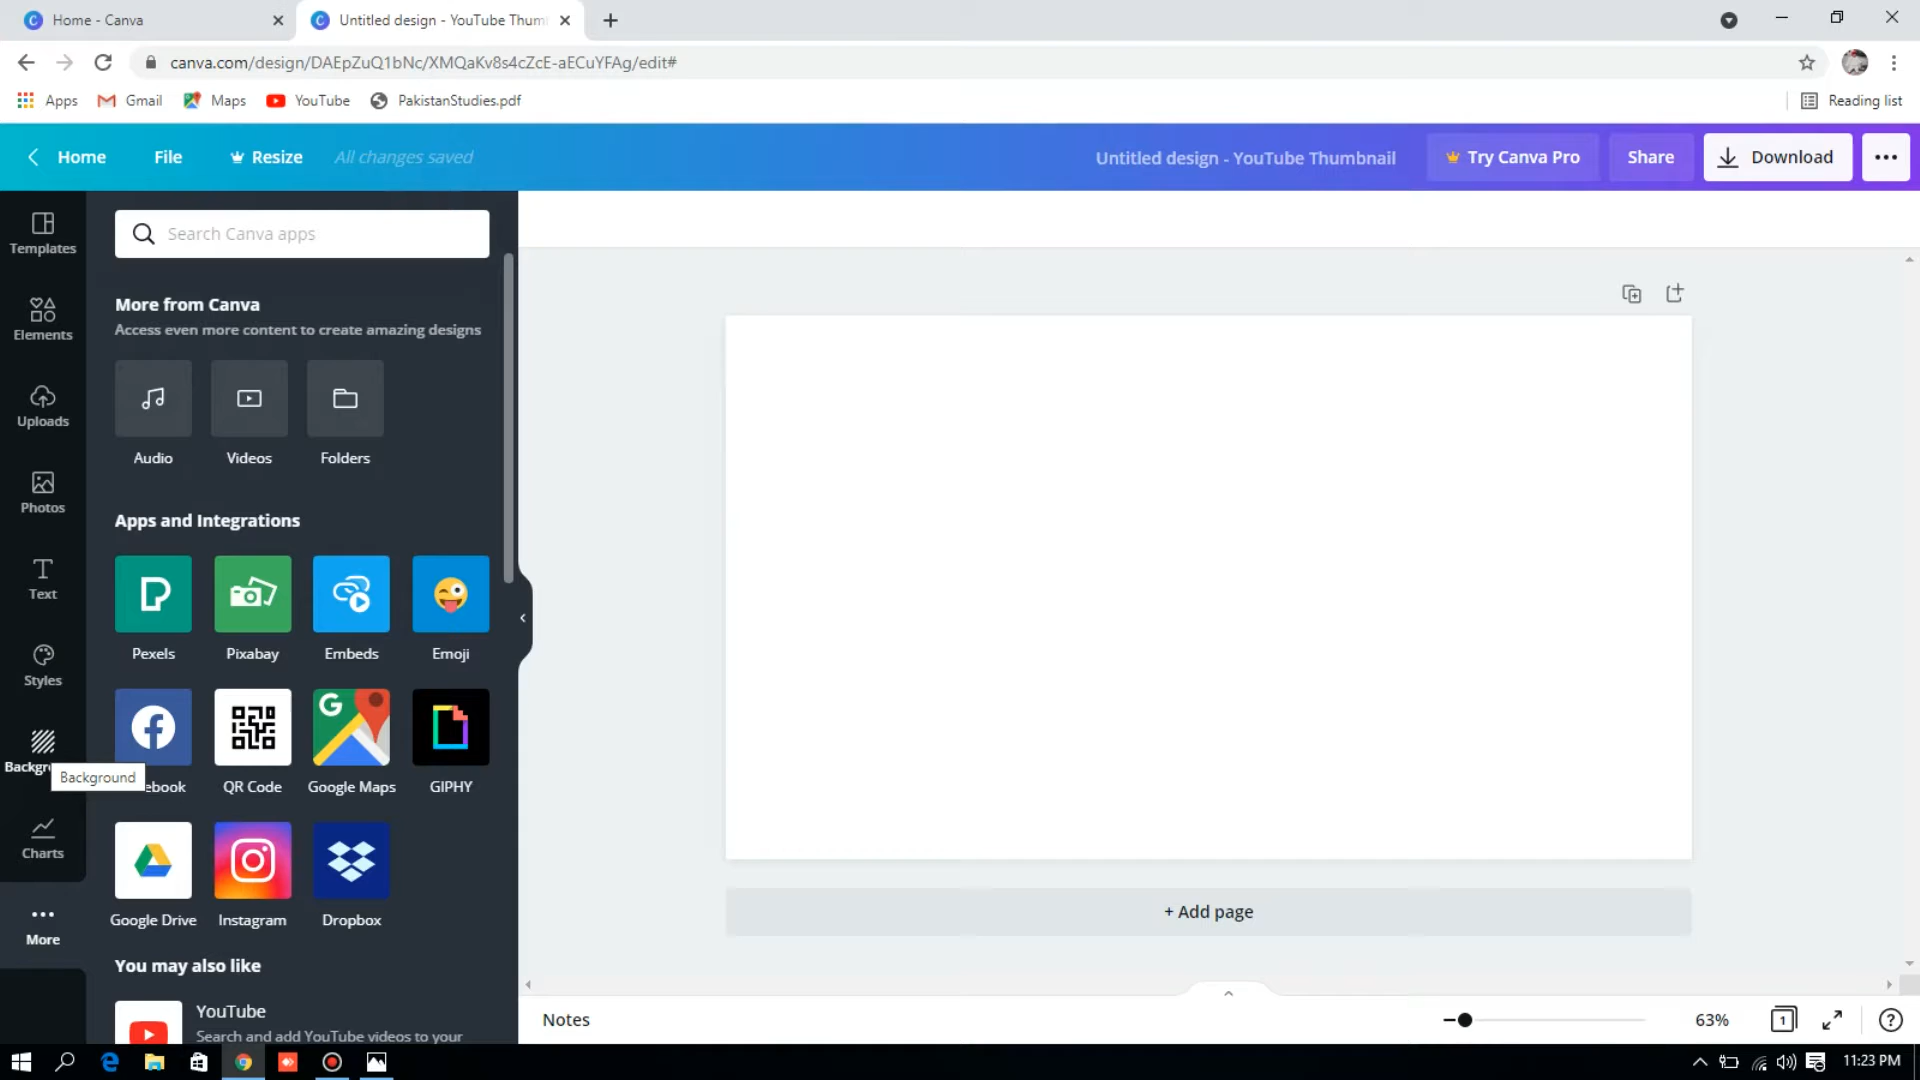 Home - Canva
Untitled design - YouTube Thum
canva.com/design/DAEpZuQ1bNc/XMQaKv8s4cZcE-aECuYFAg/edit#
Apps Gmail Maps YouTube PakistanStudies.pdf Reading list
Home File Resize All changes saved Untitled design - YouTube Thumbnail Try Canva Pro Share Download
Templates
Elements
Uploads
Photos
Text
Styles
Backgr
Background
Charts
More
Search Canva apps
More from Canva
Access even more content to create amazing designs
Audio Videos Folders
Apps and Integrations
Pexels Pixabay Embeds Emoji
ebook QR Code Google Maps GIPHY
Google Drive Instagram Dropbox
You may also like
YouTube
Search and add YouTube videos to your
+ Add page
Notes 63% 1
11:23 PM